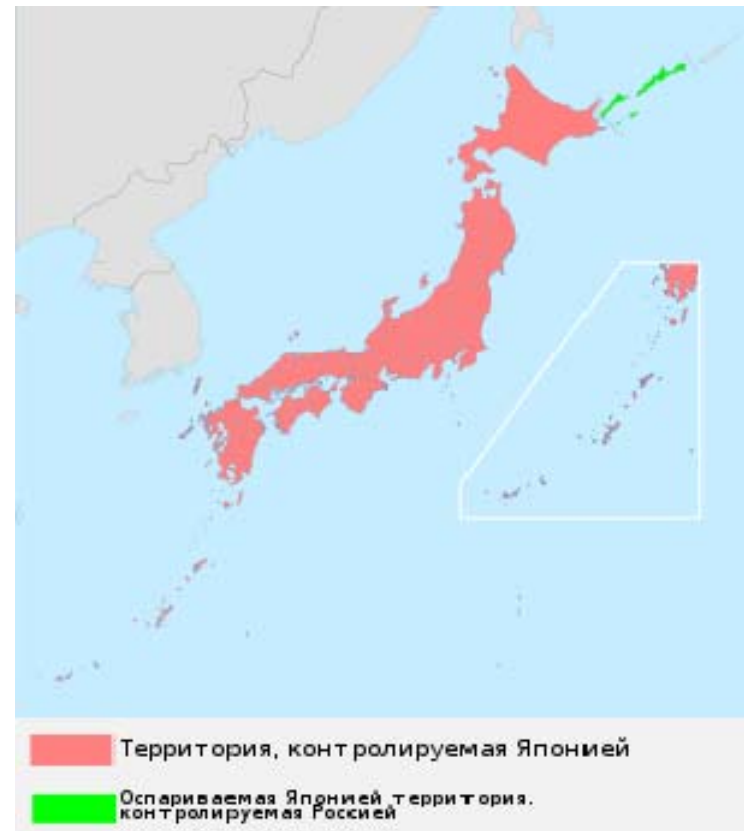 Территория, контролируемая Японией
Оспариваемая Японией территория.
контролируемая Россией